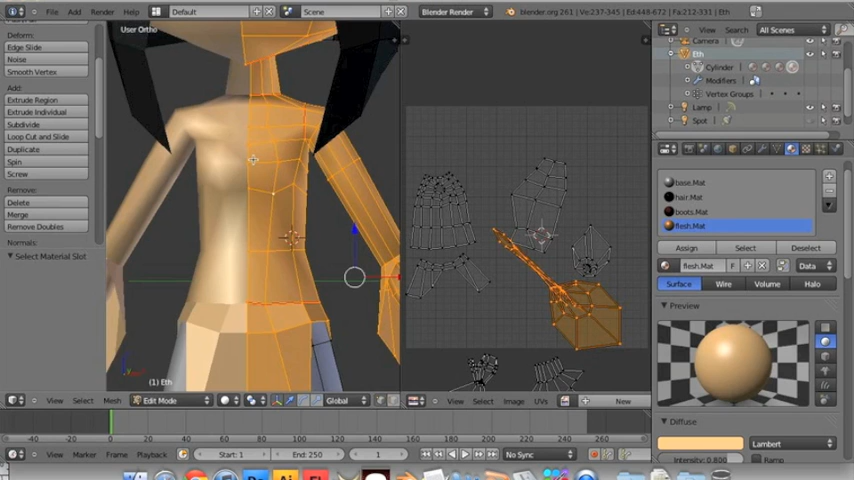 File Add Render Help Default Scene Blender Render blender.org 261 | Ve:237-345 | Ed:448-672 | Fa:212-331 | Eth
Deform:
Edge Slide
Noise
Smooth Vertex
Add:
Extrude Region
Extrude Individual
Subdivide
Loop Cut and Slide
Duplicate
Spin
Screw
Remove:
Delete
Merge
Remove Doubles
Normals:
Select Material Slot
User Ortho
(1) Eth
View Select Mesh Edit Mode Global
View Select Image UVs New
View Search All Scenes
Camera
Eth
Cylinder
Modifiers
Vertex Groups
Lamp
Spot
base.Mat
hair.Mat
boots.Mat
flesh.Mat
Assign Select Deselect
flesh.Mat F Data
Surface Wire Volume Halo
Preview
Diffuse
Lambert
Intensity: 0.800 Ramp
-40 -20 0 20 40 60 80 100 120 140 160 180 200 220 240 260
View Marker Frame Playback Start: 1 End: 250 1 No Sync